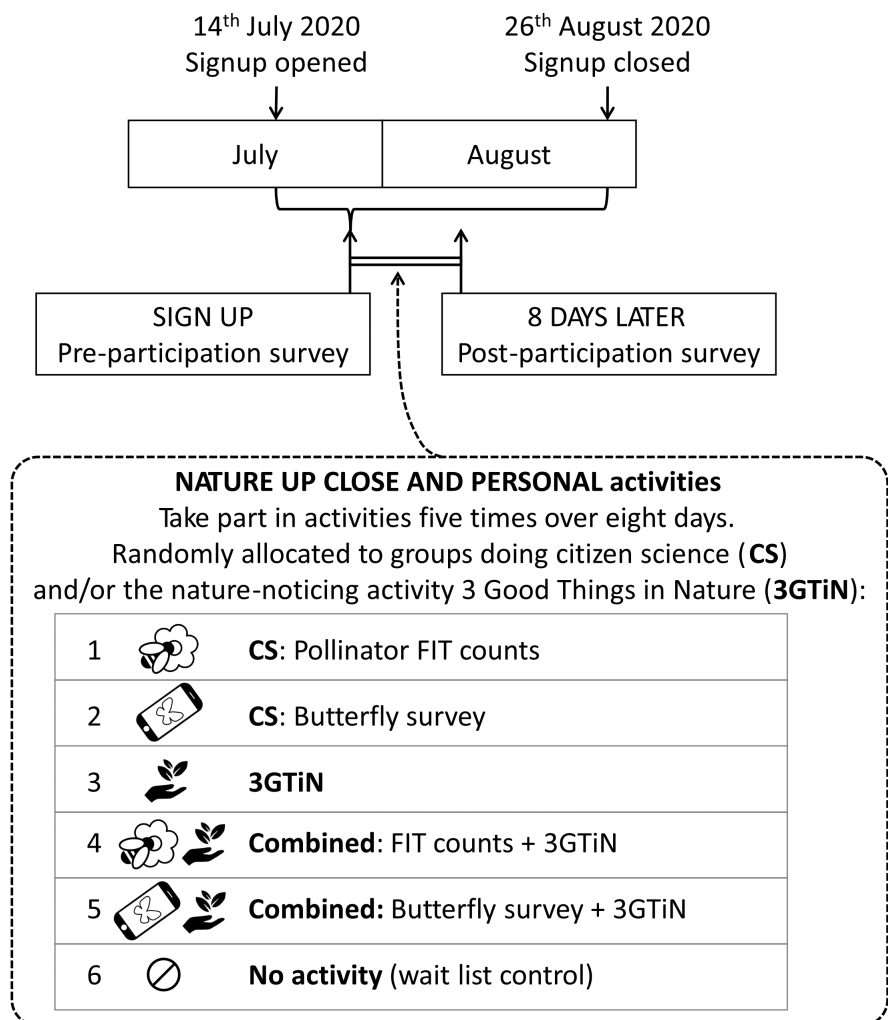 14th July 2020
Signup opened
26th August 2020
Signup closed
July
August
SIGN UP
Pre-participation survey
8 DAYS LATER
Post-participation survey
NATURE UP CLOSE AND PERSONAL activities
Take part in activities five times over eight days.
Randomly allocated to groups doing citizen science (CS)
and/or the nature-noticing activity 3 Good Things in Nature (3GTiN):
1 CS: Pollinator FIT counts
2 CS: Butterfly survey
3 3GTiN
4 Combined: FIT counts + 3GTiN
5 Combined: Butterfly survey + 3GTiN
6 No activity (wait list control)